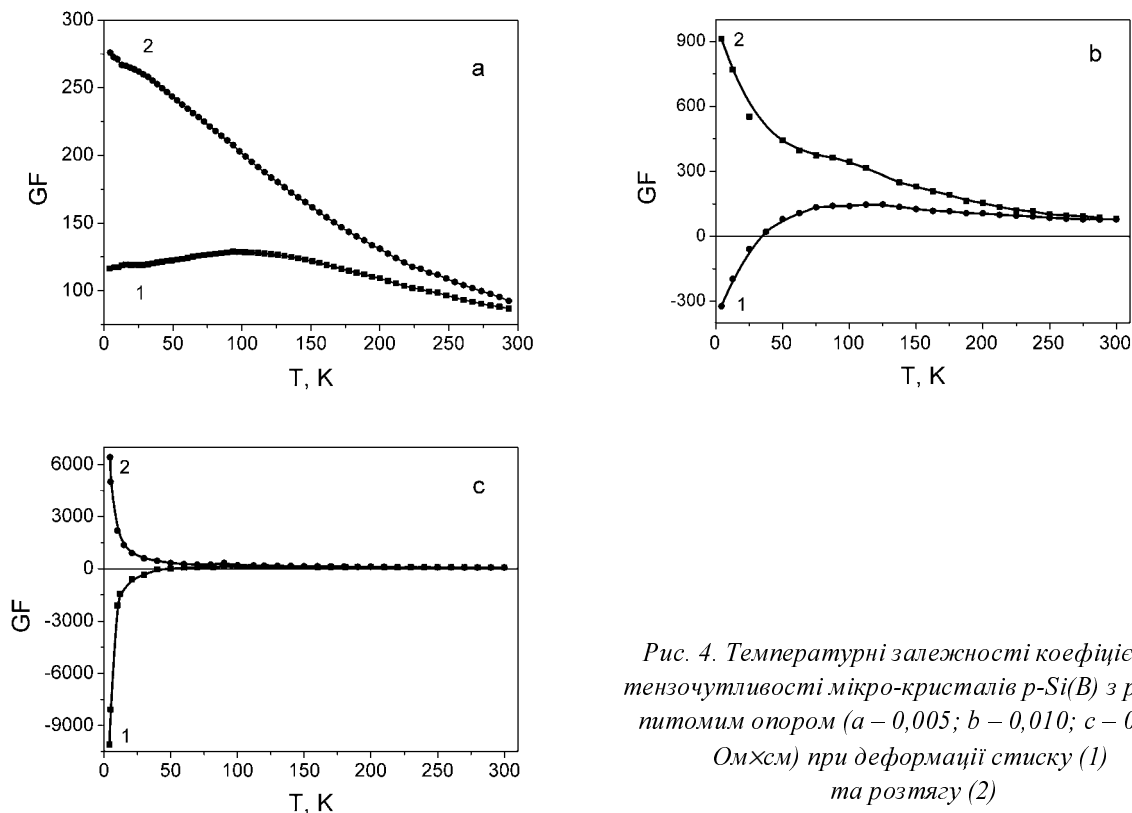 300
250
200
150
100
GF
2
1
a
0 50 100 150 200 250 300
T, K
900
600
300
0
-300
GF
2
1
b
0 50 100 150 200 250 300
T, K
6000
3000
0
-3000
-6000
-9000
GF
2
1
c
0 50 100 150 200 250 300
T, K
Рис. 4. Температурні залежності
тензочутливості мікро-кристалів p-Si(B) з
питомим опором (a – 0,005; b – 0,010; c –
Ом×см) при деформації стиску (1)
та розтягу (2)